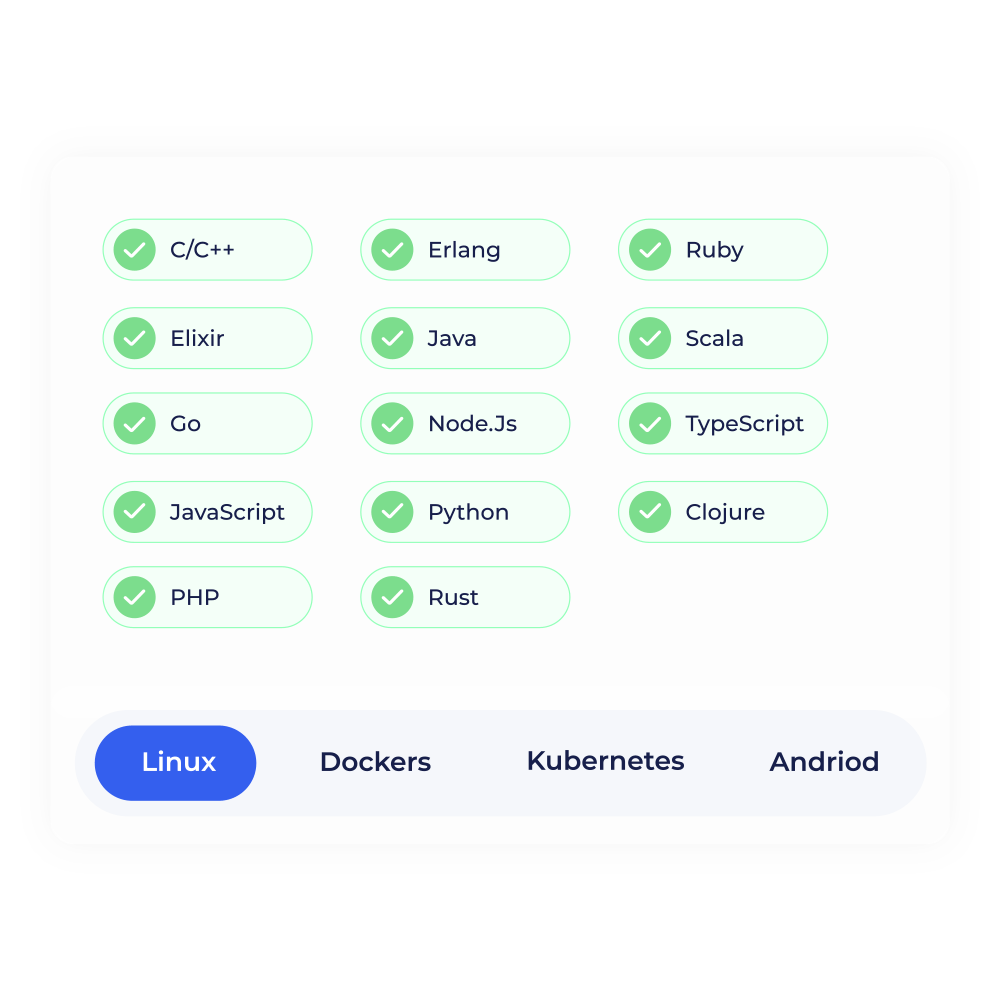 C/C++
Erlang
Ruby
Elixir
Java
Scala
Go
Node.Js
TypeScript
JavaScript
Python
Clojure
PHP
Rust
Linux
Dockers
Kubernetes
Andriod